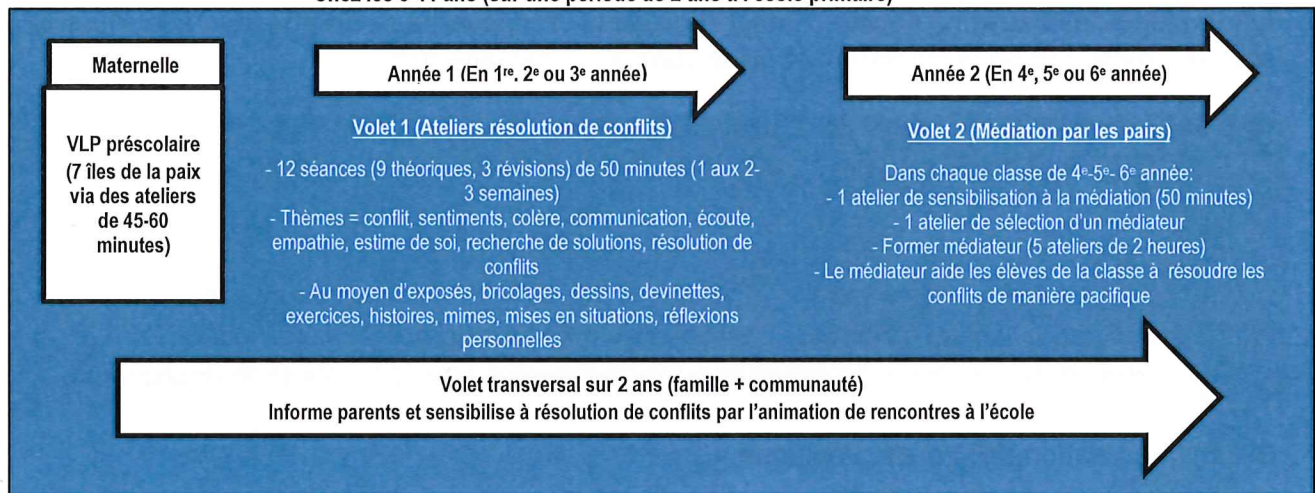 Maternelle
VLP préscolaire
(7 îles de la paix
via des ateliers
de 45-60
minutes)
Année 1 (En 1re, 2e ou 3e année)
Volet 1 (Ateliers résolution de conflits)
- 12 séances (9 théoriques, 3 révisions) de 50 minutes (1 aux 2-
3 semaines)
- Thèmes = conflit, sentiments, colère, communication, écoute,
empathie, estime de soi, recherche de solutions, résolution de
conflits
- Au moyen d'exposés, bricolages, dessins, devinettes,
exercices, histoires, mimes, mises en situations, réflexions
personnelles
Année 2 (En 4e, 5e ou 6e année)
Volet 2 (Médiation par les pairs)
Dans chaque classe de 4e-5e- 6e année:
- 1 atelier de sensibilisation à la médiation (50 minutes)
- 1 atelier de sélection d'un médiateur
- Former médiateur (5 ateliers de 2 heures)
- Le médiateur aide les élèves de la classe à résoudre les
conflits de manière pacifique
Volet transversal sur 2 ans (famille + communauté)
Informe parents et sensibilise à résolution de conflits par l'animation de rencontres à l'école